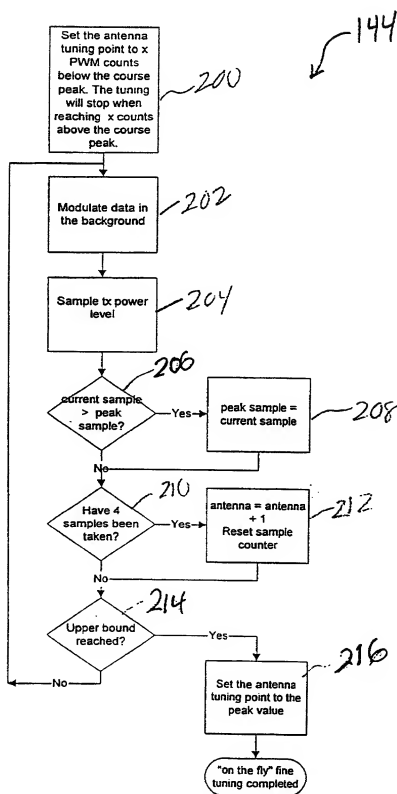 144
Set the antenna
tuning point to x
PWM counts
below the course
peak. The tuning
will stop when
reaching x counts
above the course
peak.
200
Modulate data in
the background
202
Sample tx power
level
204
206
current sample
> peak
sample?
Yes
peak sample =
current sample
208
No
210
Have 4
samples been
taken?
Yes
antenna = antenna
+ 1
Reset sample
counter
212
No
214
Upper bound
reached?
Yes
No
216
Set the antenna
tuning point to the
peak value
"on the fly" fine
tuning completed